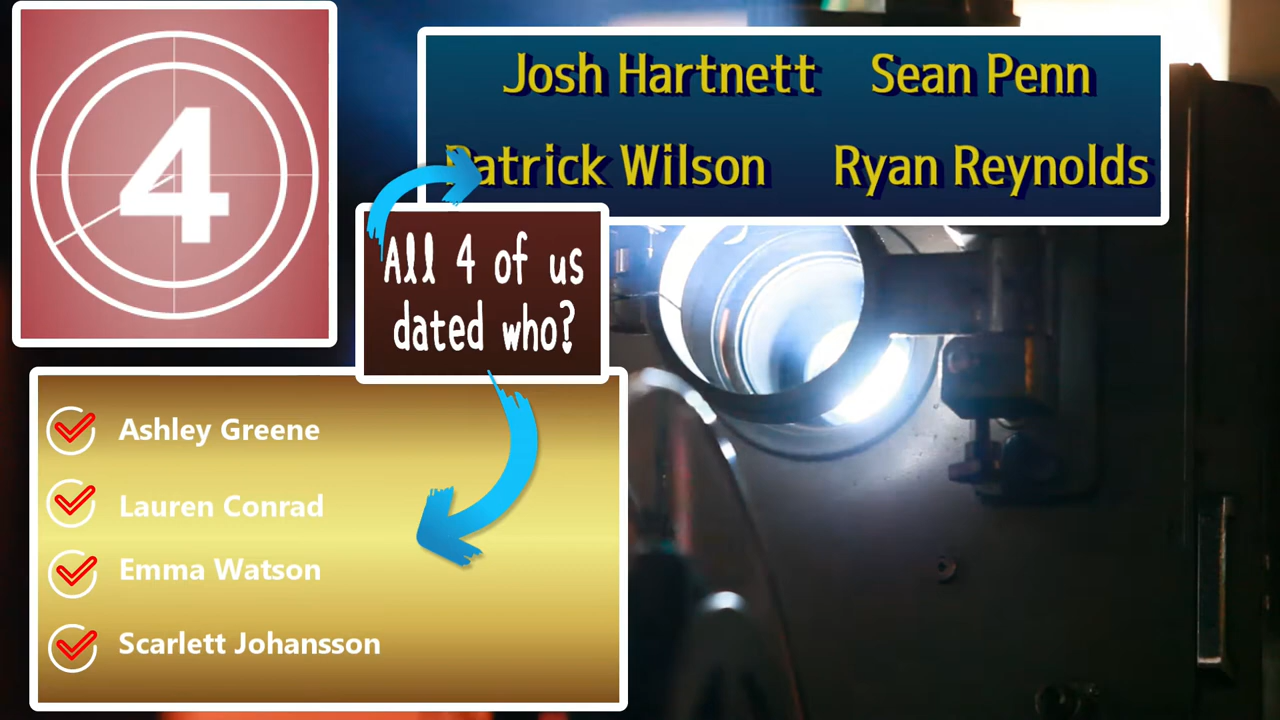 4
Josh Hartnett Sean Penn
Patrick Wilson Ryan Reynolds
All 4 of us
dated who?
Ashley Greene
Lauren Conrad
Emma Watson
Scarlett Johansson